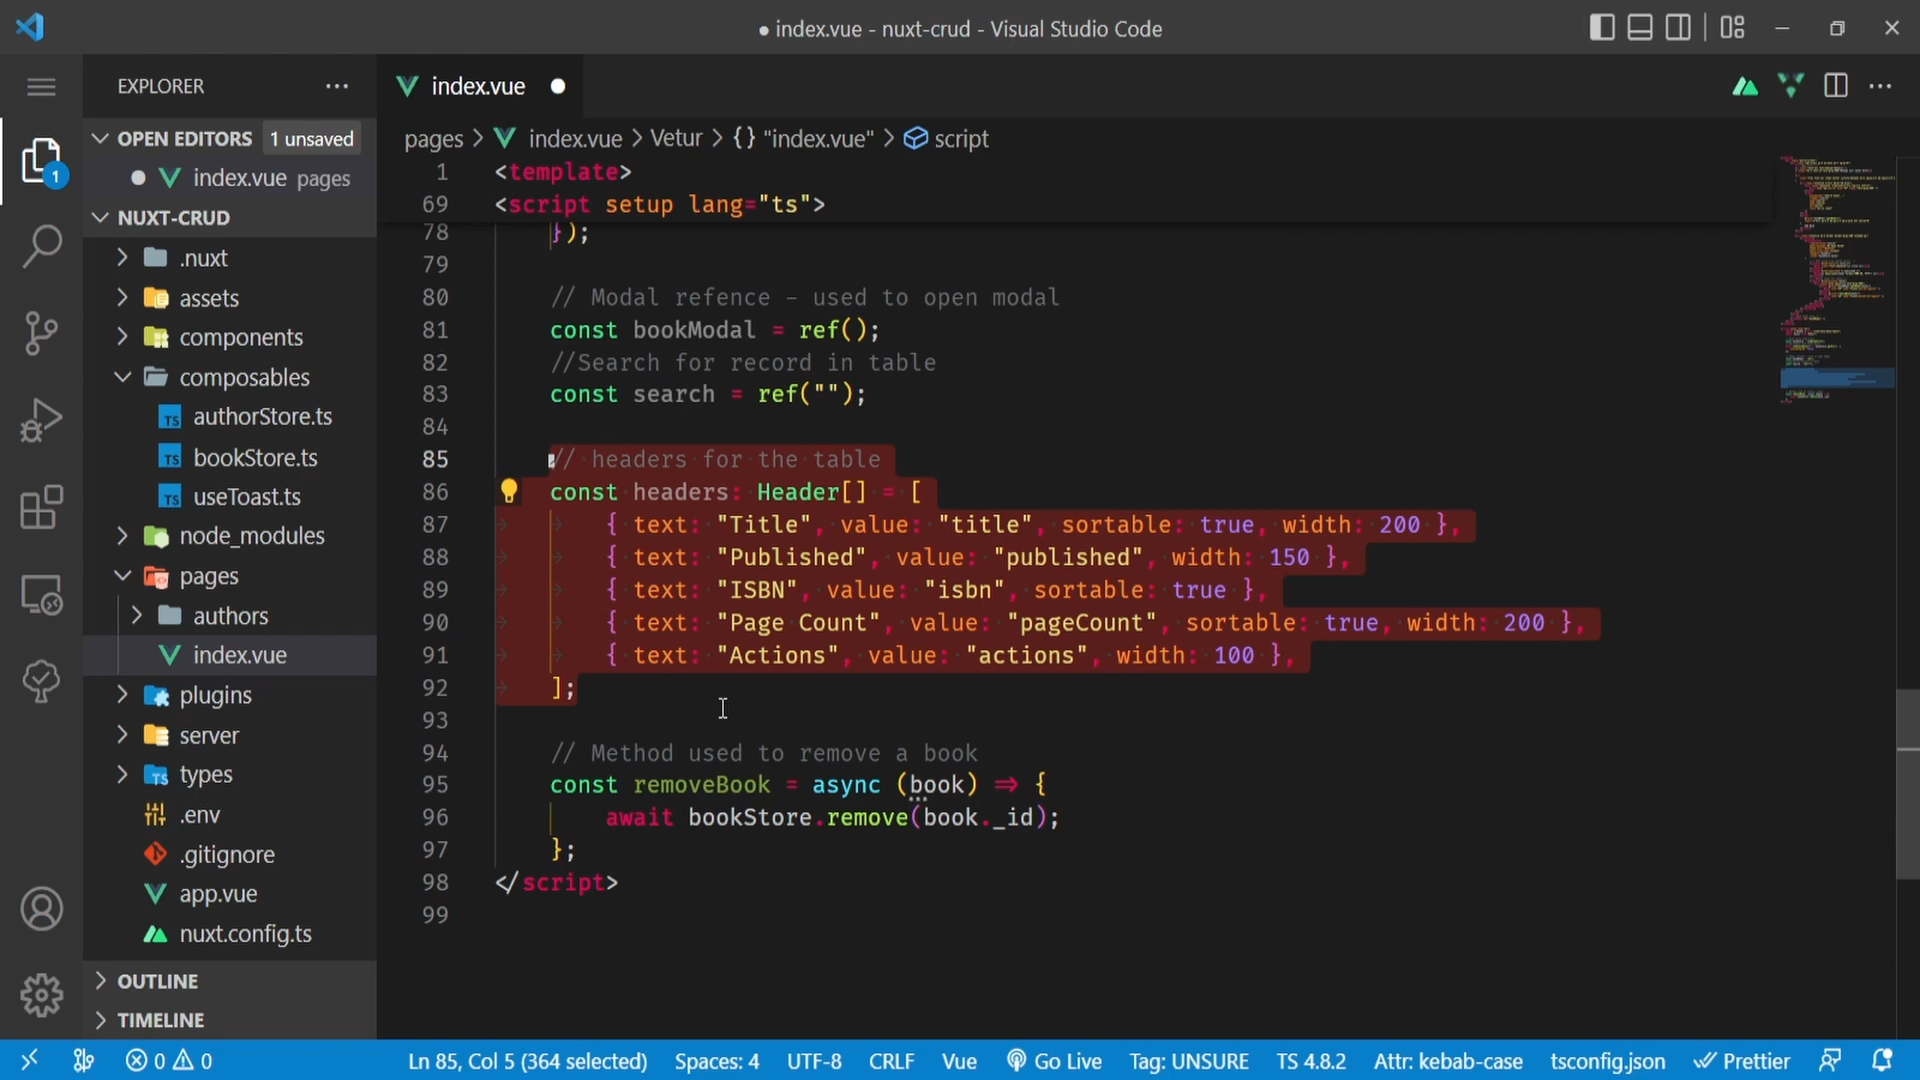 ● index.vue - nuxt-crud - Visual Studio Code
EXPLORER
OPEN EDITORS 1 unsaved
index.vue pages
NUXT-CRUD
.nuxt
assets
components
composables
TS authorStore.ts
TS bookStore.ts
TS useToast.ts
node_modules
pages
authors
index.vue
plugins
server
TS types
.env
.gitignore
app.vue
nuxt.config.ts
OUTLINE
TIMELINE
1
index.vue
pages > index.vue > Vetur > {} "index.vue" > script
1 <template>
69 <script setup lang="ts">
78 });
79
80 // Modal refence - used to open modal
81 const bookModal = ref();
82 //Search for record in table
83 const search = ref("");
84
85 // headers for the table
86 const headers: Header[] = [
87 { text: "Title", value: "title", sortable: true, width: 200 },
88 { text: "Published", value: "published", width: 150 },
89 { text: "ISBN", value: "isbn", sortable: true },
90 { text: "Page Count", value: "pageCount", sortable: true, width: 200 },
91 { text: "Actions", value: "actions", width: 100 },
92 ];
93
94 // Method used to remove a book
95 const removeBook = async (book) => {
96 await bookStore.remove(book._id);
97 };
98 </script>
99
0 0 Ln 85, Col 5 (364 selected) Spaces: 4 UTF-8 CRLF Vue Go Live Tag: UNSURE TS 4.8.2 Attr: kebab-case tsconfig.json Prettier